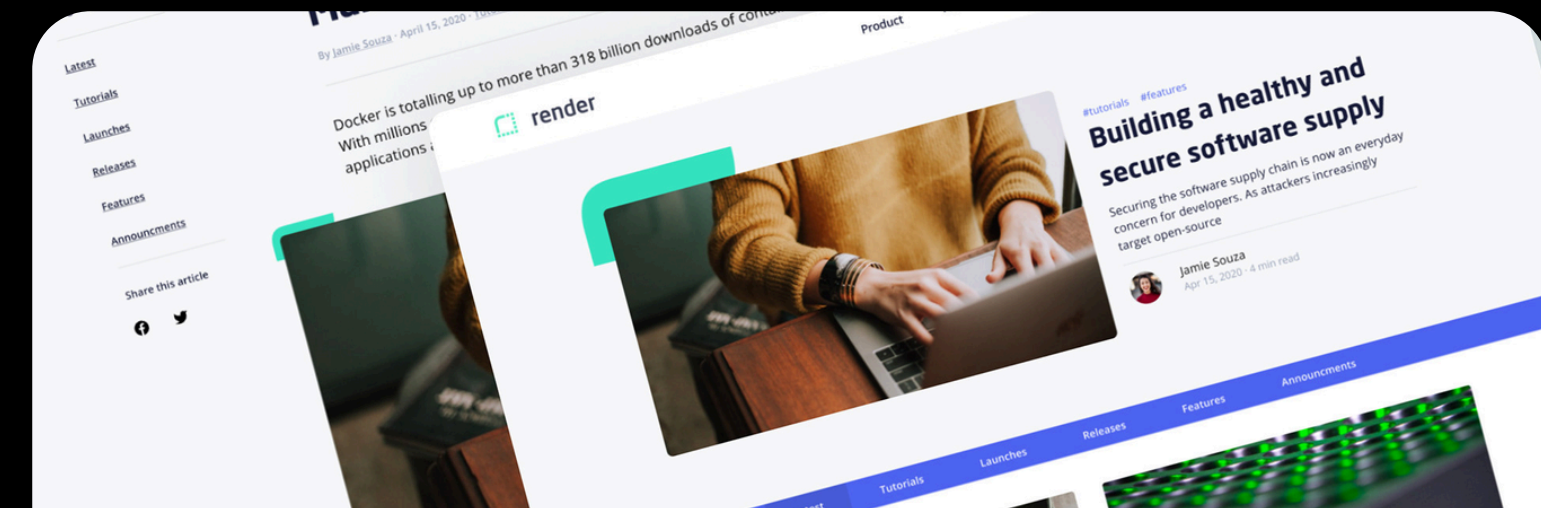 Latest
Tutorials
Launches
Releases
Features
Announcments
Share this article
By Jamie Souza · April 15, 2020 ·
Docker is totalling up to more than 318 billion downloads of
With millions
applications
render
Product
#tutorials #features
Building a healthy and
secure software supply
Securing the software supply chain is now an everyday
concern for developers. As attackers increasingly
target open-source
Jamie Souza
Apr 15, 2020 · 4 min read
Tutorials
Launches
Releases
Features
Announcments